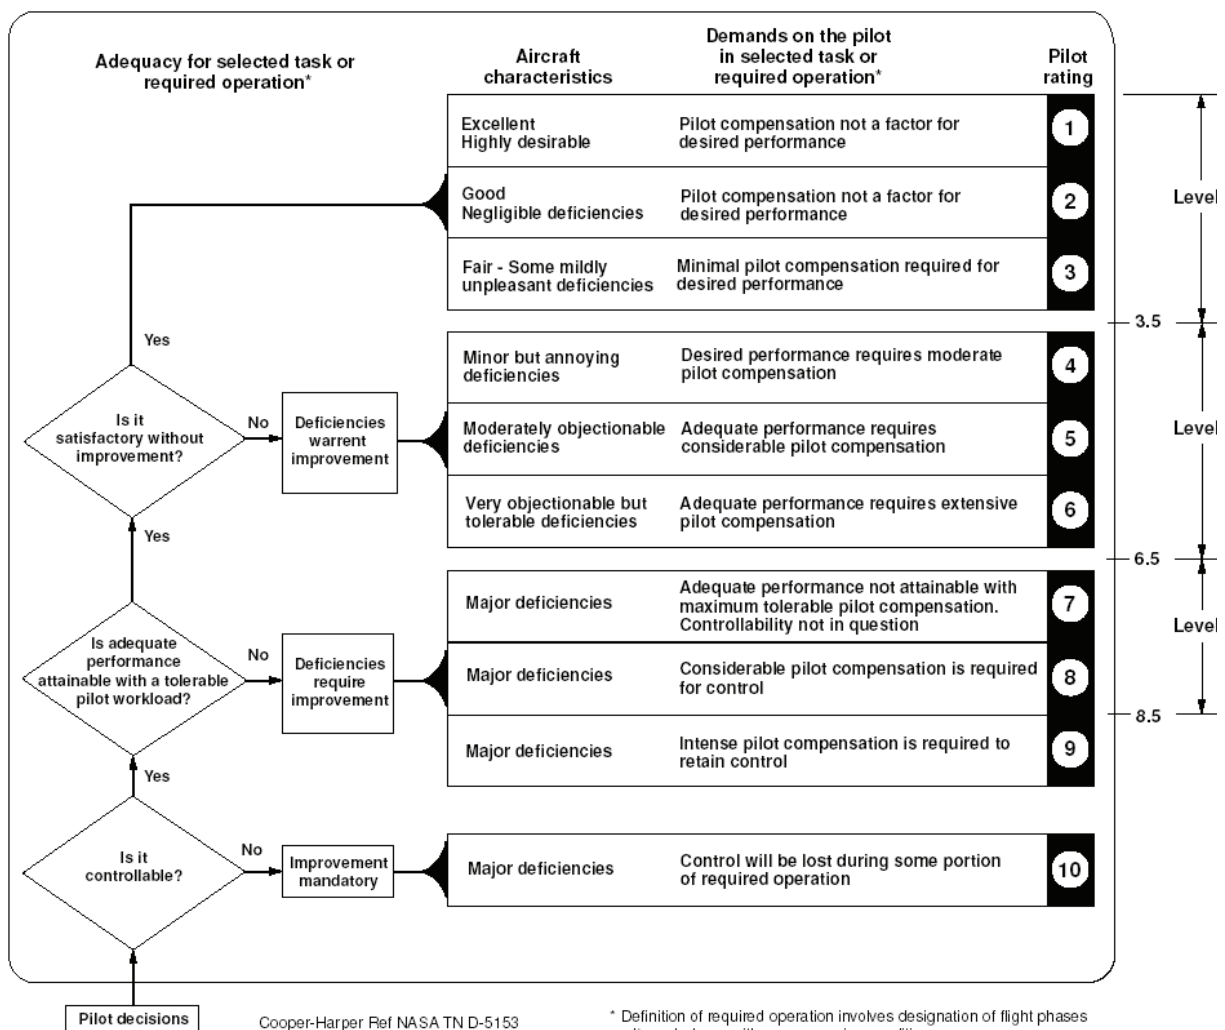 Adequacy for selected task or
required operation*
Aircraft
characteristics
Demands on the pilot
in selected task or
required operation*
Pilot
rating
Excellent
Highly desirable
Pilot compensation not a factor for
desired performance
1
Good
Negligible deficiencies
Pilot compensation not a factor for
desired performance
2
Fair - Some mildly
unpleasant deficiencies
Minimal pilot compensation required for
desired performance
3
Level
3.5
Yes
Is it
satisfactory without
improvement?
No
Deficiencies
warrent
improvement
Minor but annoying
deficiencies
Desired performance requires moderate
pilot compensation
4
Moderately objectionable
deficiencies
Adequate performance requires
considerable pilot compensation
5
Very objectionable but
tolerable deficiencies
Adequate performance requires extensive
pilot compensation
6
Level
6.5
Yes
Is adequate
performance
attainable with a tolerable
pilot workload?
No
Deficiencies
require
improvement
Major deficiencies
Adequate performance not attainable with
maximum tolerable pilot compensation.
Controllability not in question
7
Major deficiencies
Considerable pilot compensation is required
for control
8
Level
8.5
Major deficiencies
Intense pilot compensation is required to
retain control
9
Yes
Is it
controllable?
No
Improvement
mandatory
Major deficiencies
Control will be lost during some portion
of required operation
10
Pilot decisions
Cooper-Harper Ref NASA TN D-5153
* Definition of required operation involves designation of flight phases